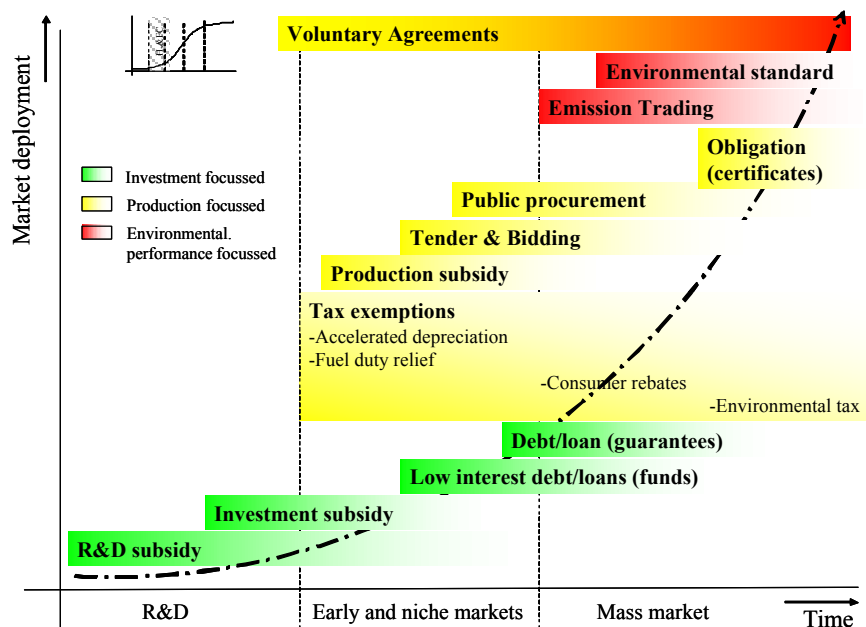 Voluntary Agreements
Environmental standard
Emission Trading
Obligation
(certificates)
Market deployment
Investment focussed
Production focussed
Environmental.
performance focussed
Public procurement
Tender & Bidding
Production subsidy
Tax exemptions
-Accelerated depreciation
-Fuel duty relief
-Consumer rebates
-Environmental tax
Debt/loan (guarantees)
Low interest debt/loans (funds)
Investment subsidy
R&D subsidy
R&D
Early and niche markets
Mass market
Time